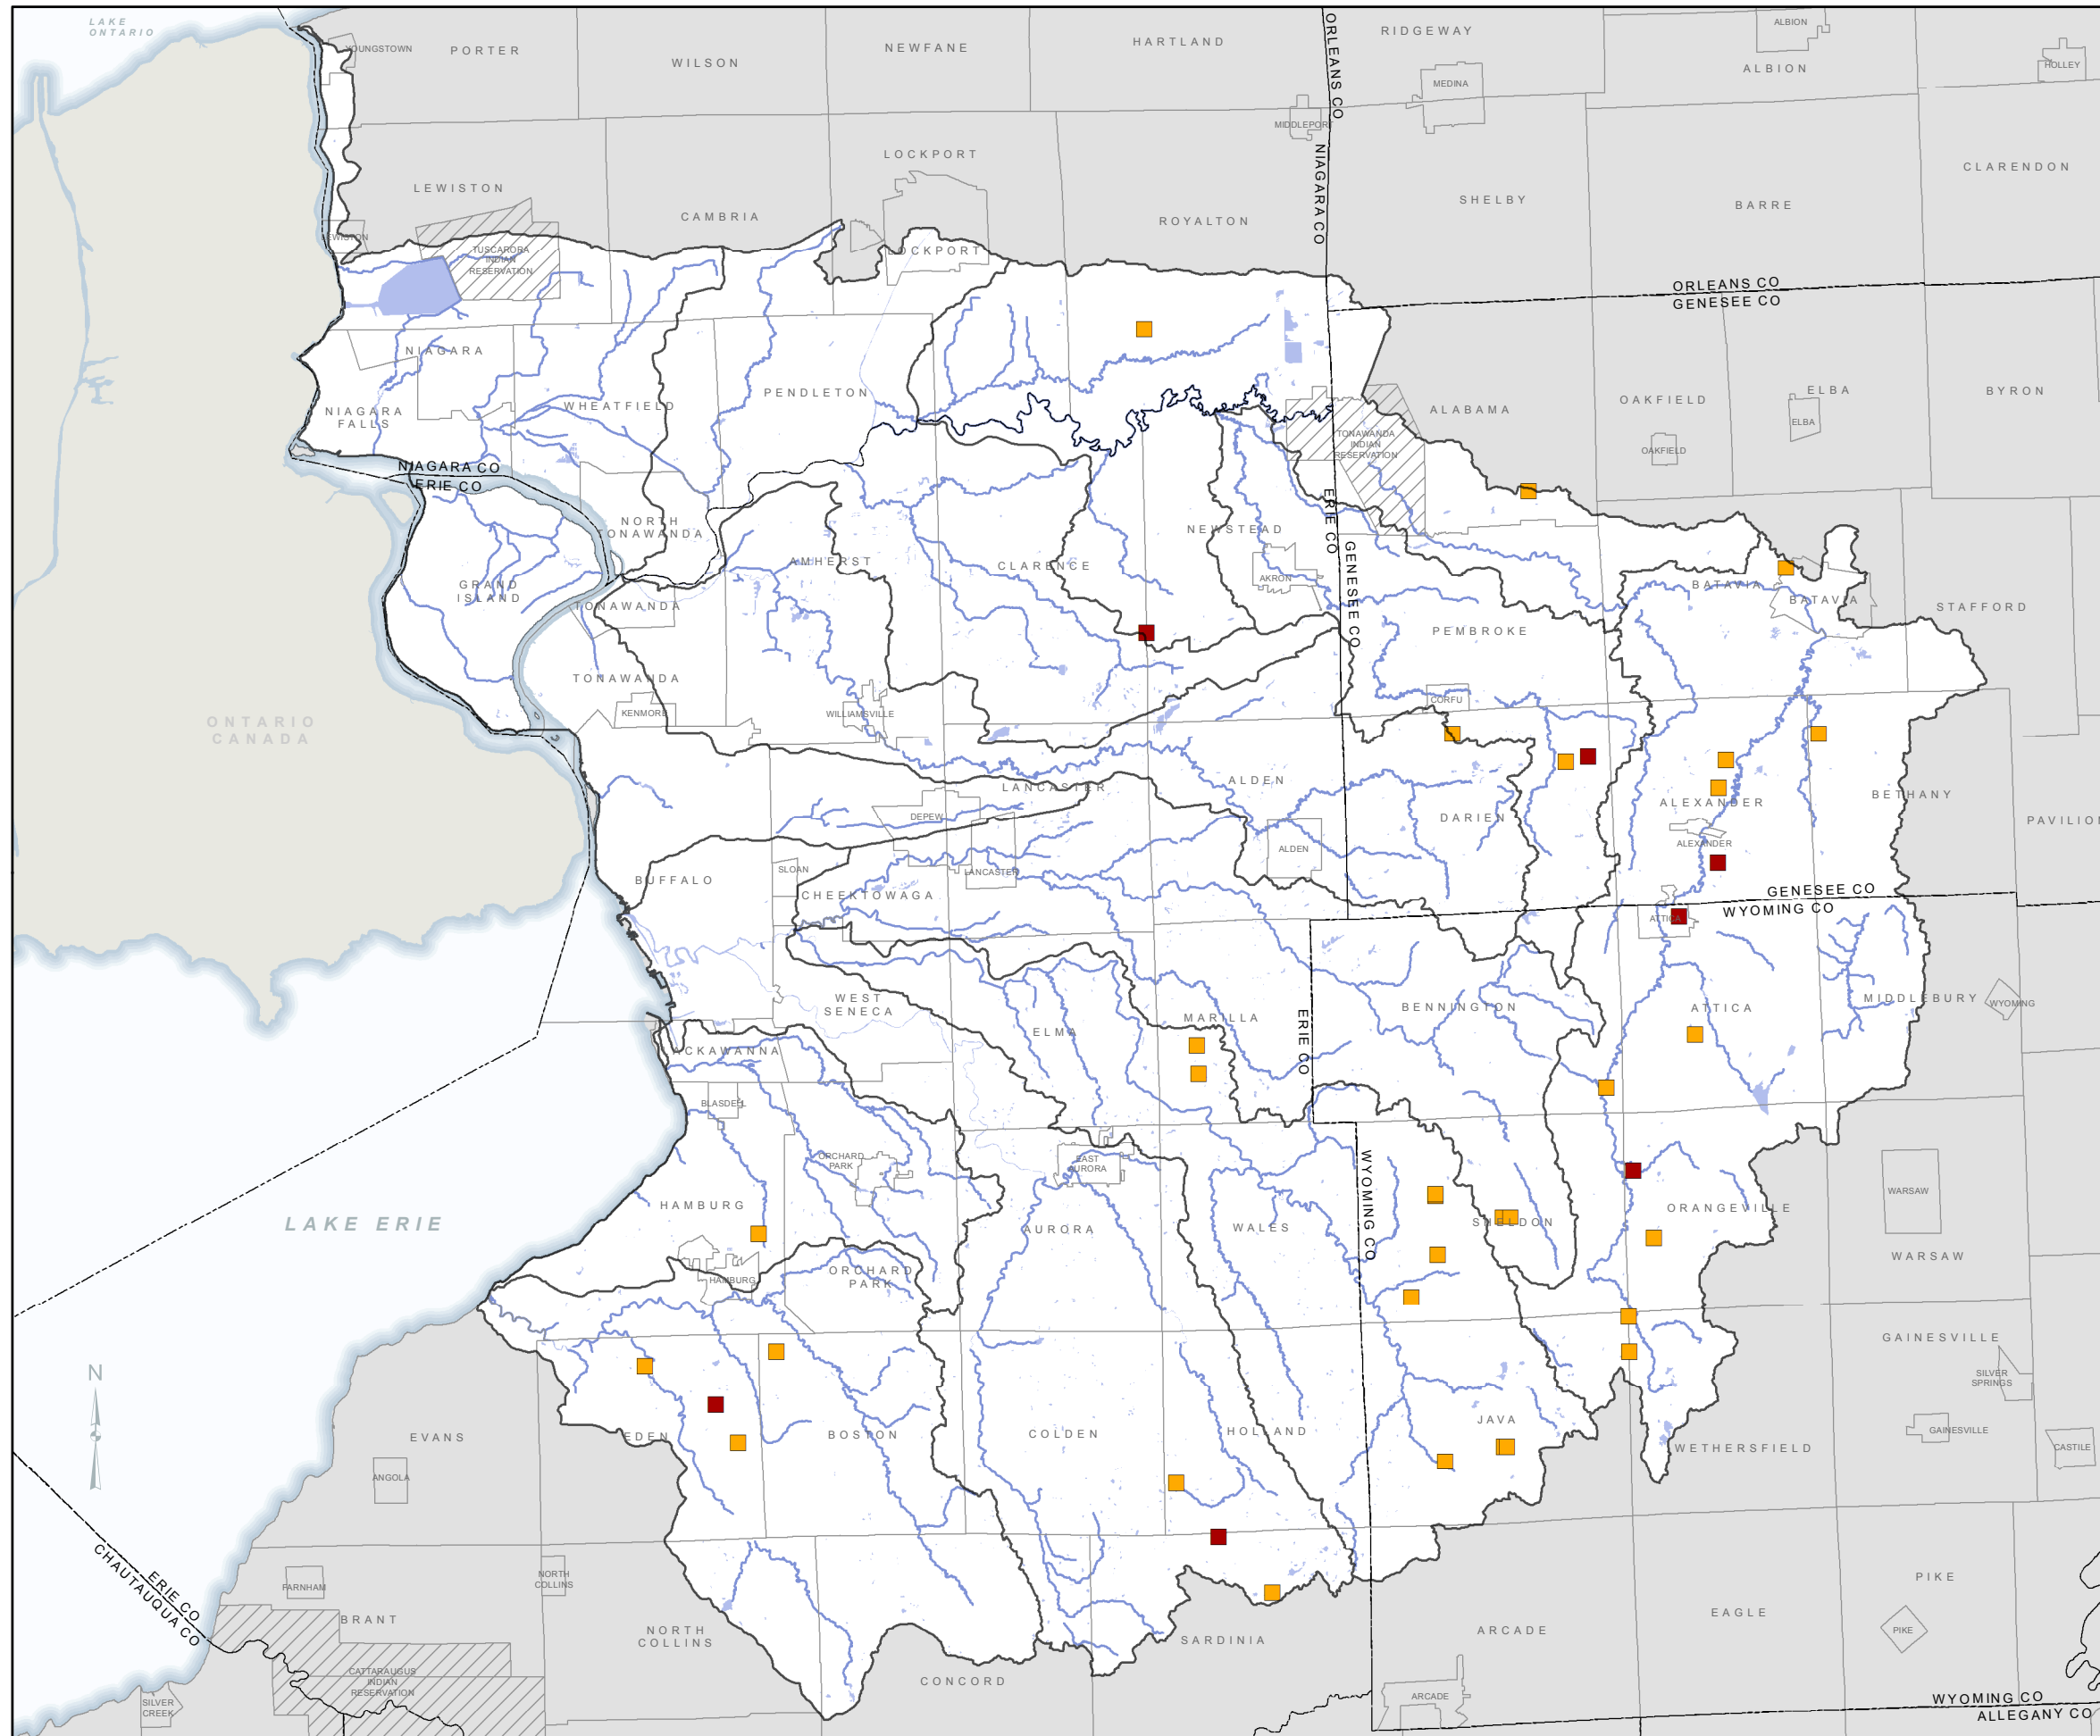 LAKE
ONTARIO
YOUNGSTOWN
PORTER
WILSON
NEWFANE
HARTLAND
ORLEANS CO
NIAGARA CO
RIDGEWAY
MEDINA
ALBION
ALBION
HOLLEY
MIDDLEPORT
LOCKPORT
LEWISTON
CAMBRIA
ROYALTON
SHELBY
BARRE
CLARENDON
LEWISTON
TUSCARORA
INDIAN
RESERVATION
LOCKPORT
ORLEANS CO
GENESEE CO
NIAGARA
NIAGARA
FALLS
WHEATFIELD
PENDLETON
ALABAMA
OAKFIELD
ELBA
ELBA
BYRON
OAKFIELD
TONAWANDA
INDIAN
RESERVATION
NIAGARA CO
ERIE CO
NORTH
TONAWANDA
NEWSTEAD
ERIE CO
GENESEE CO
AMHERST
CLARENCE
AKRON
GRAND
ISLAND
TONAWANDA
BATAVIA
BATAVIA
STAFFORD
PEMBROKE
TONAWANDA
KENMORE
WILLIAMSVILLE
CORFU
ONTARIO
CANADA
LANCASTER
ALDEN
DEPEW
DARIEN
ALEXANDER
BETHANY
PAVILION
ALEXANDER
ALDEN
BUFFALO
SLOAN
LANCASTER
CHEEKTOWAGA
GENESEE CO
WYOMING CO
ATTICA
WEST
SENECA
ELMA
MARILLA
ERIE CO
BENNINGTON
ATTICA
MIDDLEBURY
WYOMING
LACKAWANNA
BLASDELL
ORCHARD
PARK
EAST
AURORA
WYOMING CO
WARSAW
HAMBURG
LAKE ERIE
AURORA
WALES
SHELDON
ORANGEVILLE
WARSAW
HAMBURG
ORCHARD
PARK
GAINESVILLE
SILVER
SPRINGS
N
EVANS
EDEN
BOSTON
COLDEN
HOLLAND
JAVA
WETHERSFIELD
GAINESVILLE
CASTILE
ANGOLA
ERIE CO
CHAUTAUQUA CO
FARNHAM
NORTH
COLLINS
BRANT
NORTH
COLLINS
CONCORD
SARDINIA
ARCADE
EAGLE
PIKE
PIKE
CATTARAUGUS
INDIAN
RESERVATION
SILVER
CREEK
ARCADE
WYOMING CO
ALLEGANY CO